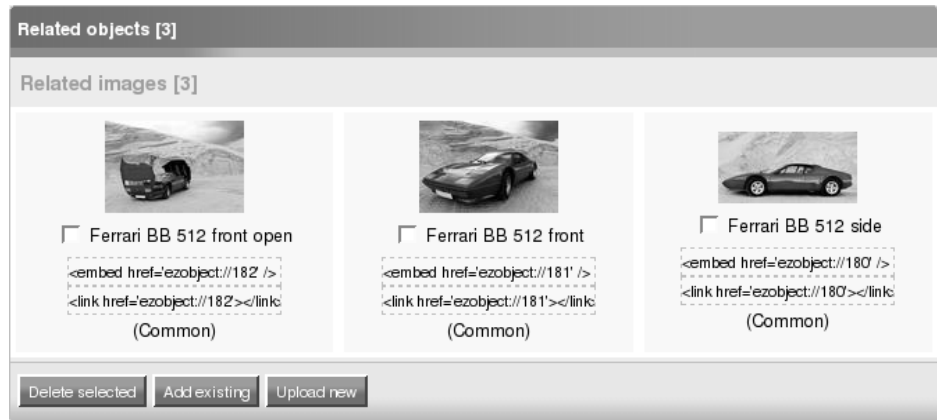 Related objects [3]
Related images [3]
Ferrari BB 512 front open
<embed href='ezobject://182' />
<link href='ezobject://182'></link>
(Common)
Ferrari BB 512 front
<embed href='ezobject://181' />
<link href='ezobject://181'></link>
(Common)
Ferrari BB 512 side
<embed href='ezobject://180' />
<link href='ezobject://180'></link>
(Common)
Delete selected
Add existing
Upload new